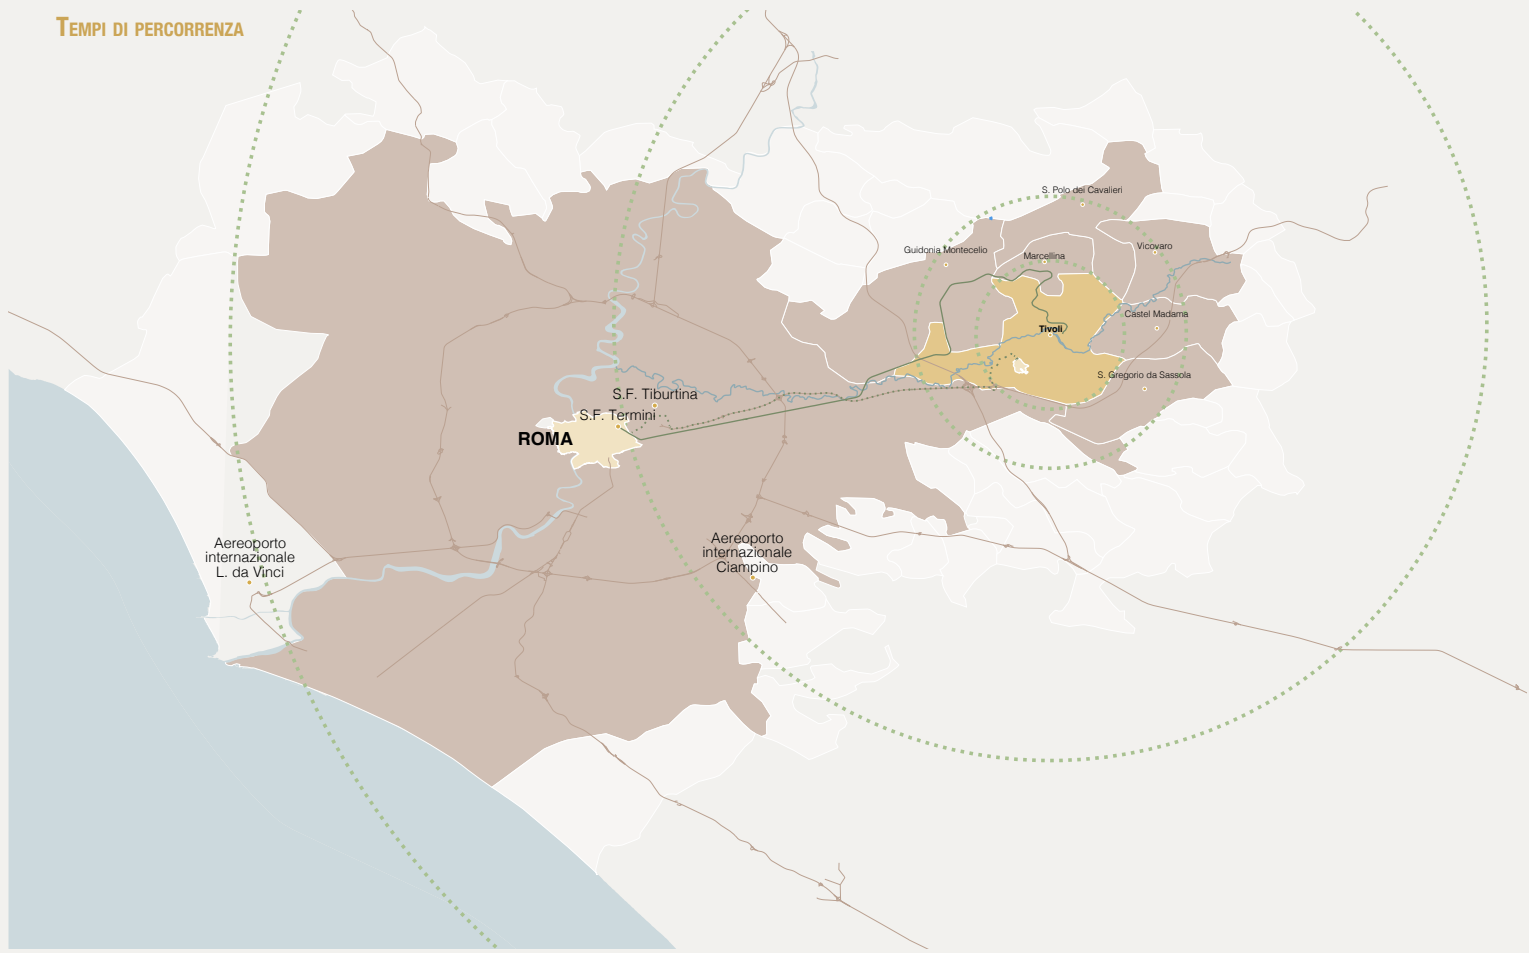 TEMPI DI PERCORRENZA
S. Polo dei Cavalieri
Guidonia Montecelio
Marcellina
Vicovaro
Castel Madama
Tivoli
S. Gregorio da Sassola
S.F. Tiburtina
S.F. Termini
ROMA
Aereoporto
internazionale
L. da Vinci
Aereoporto
internazionale
Ciampino